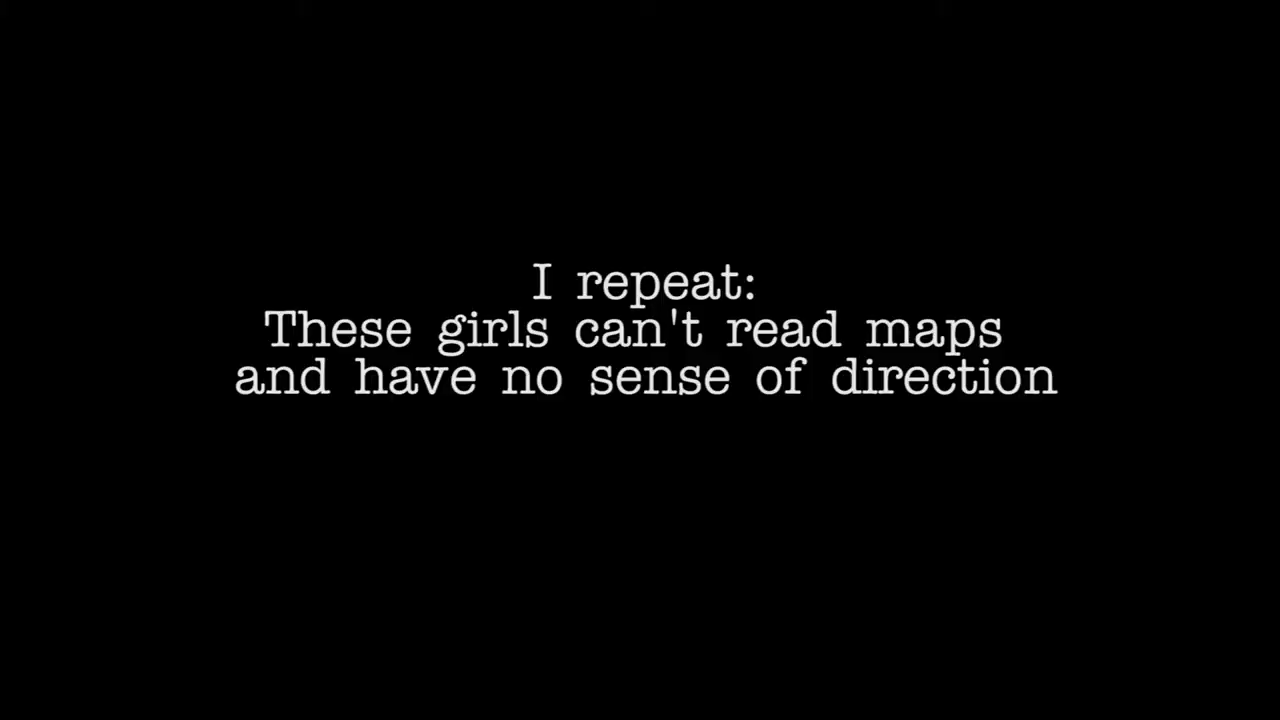 I repeat:
These girls can't read maps
and have no sense of direction